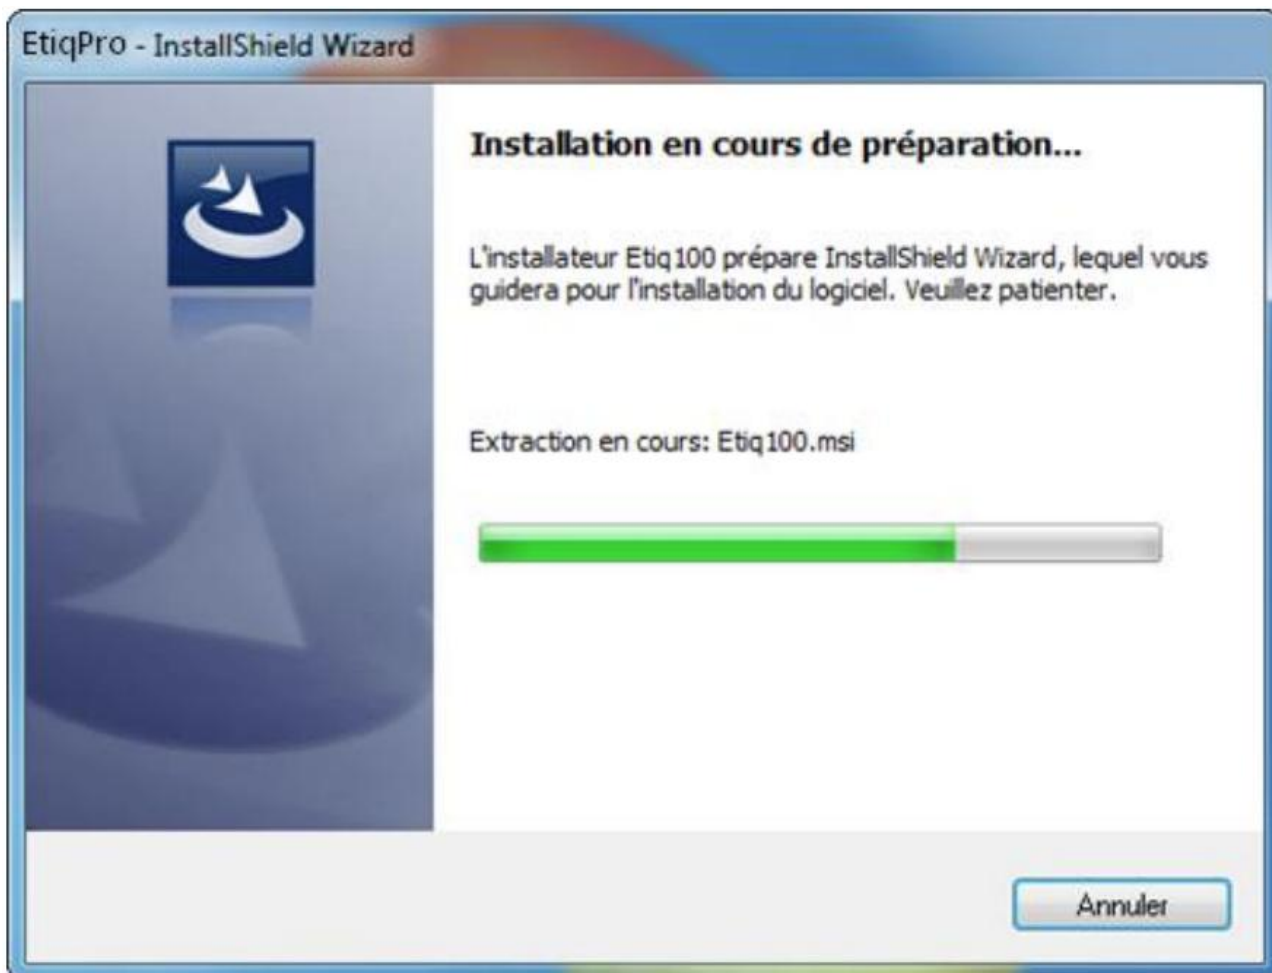 EtiqPro - InstallShield Wizard
Installation en cours de préparation...
L'installateur Etiq100 prépare InstallShield Wizard, lequel vous
guidera pour l'installation du logiciel. Veuillez patienter.
Extraction en cours: Etiq100.msi
Annuler